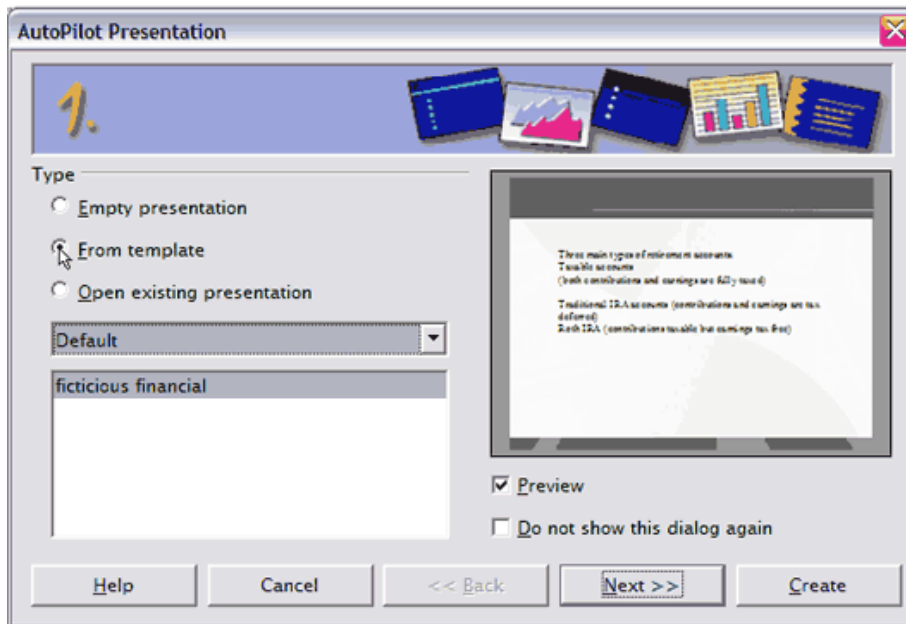 AutoPilot Presentation
1.
Type
Empty presentation
From template
Open existing presentation
Default
ficticious financial
Three main types of retirement accounts
Taxable accounts
(both contributions and earnings are fully taxed)
Traditional IRA accounts (contributions and earnings are tax
deferred)
Roth IRA (contributions taxable but earnings tax free)
Preview
Do not show this dialog again
Help
Cancel
<< Back
Next >>
Create